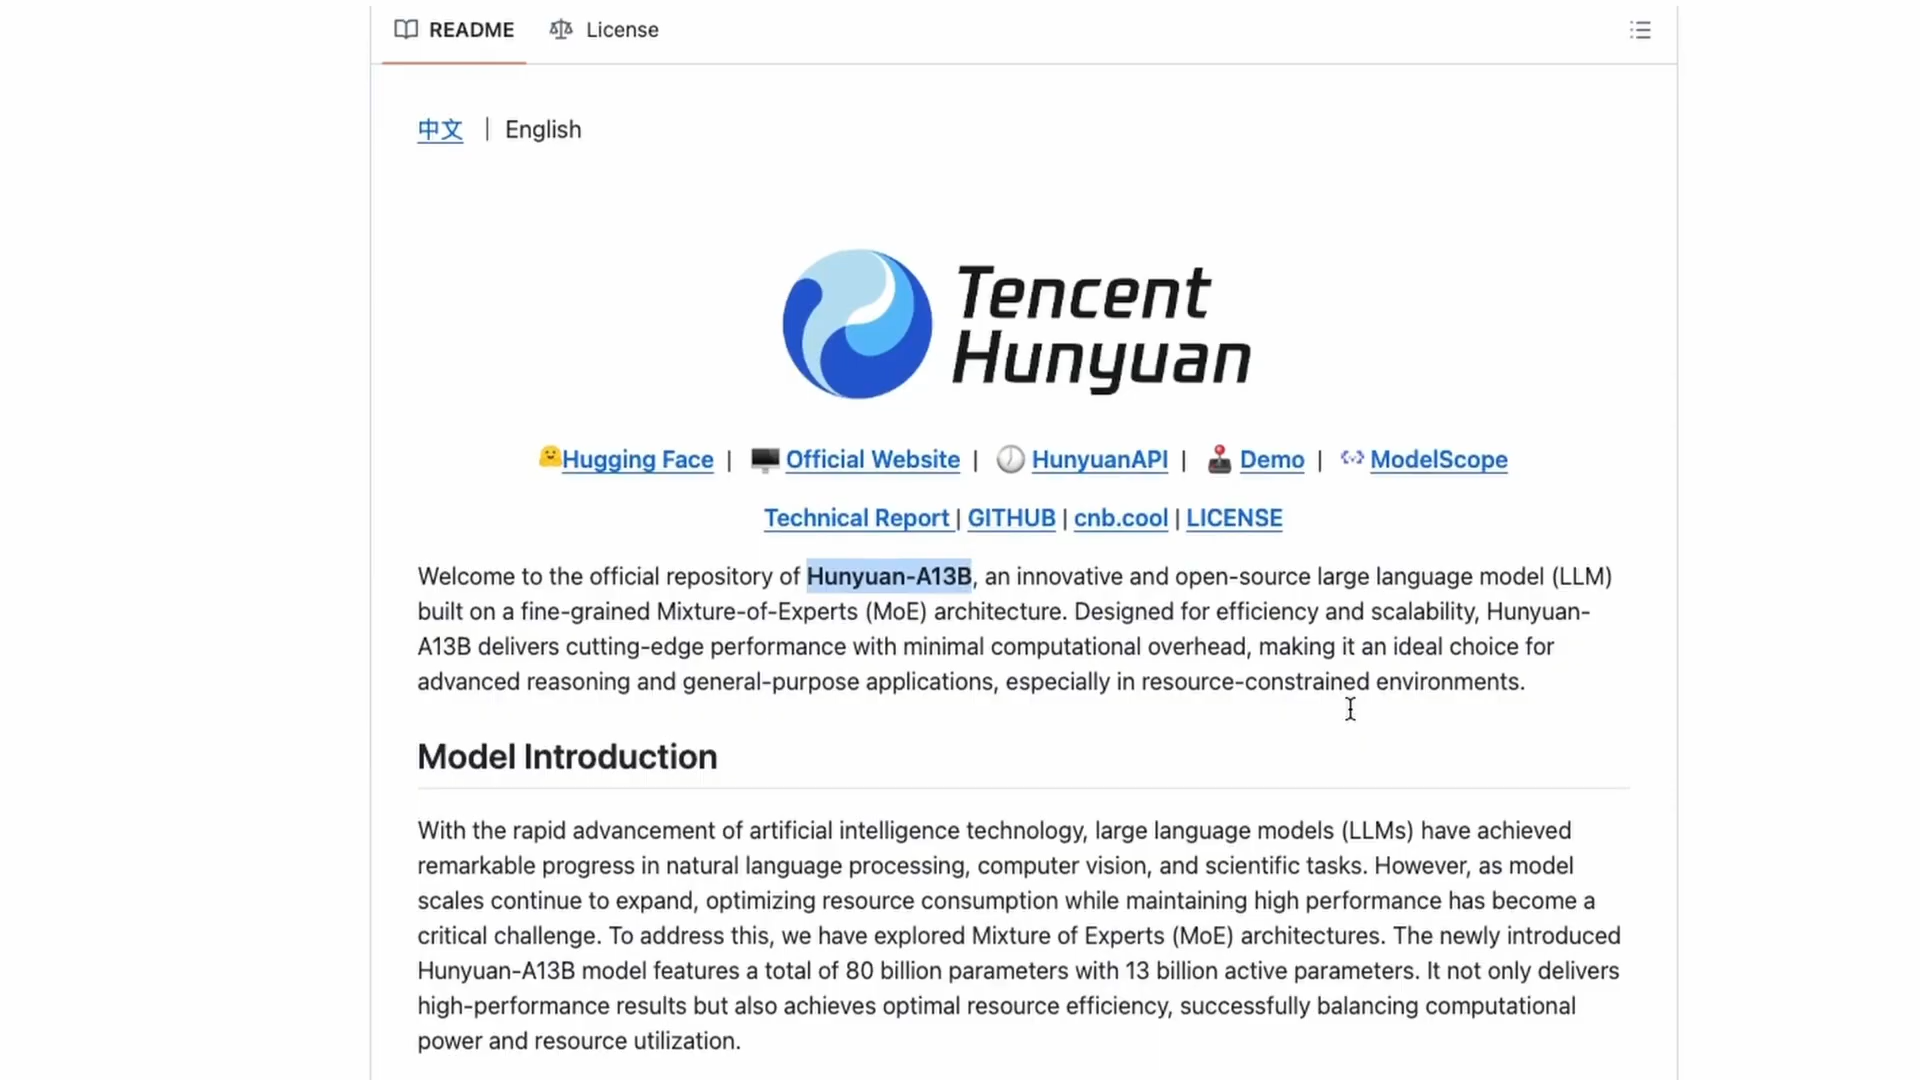 README License
中文 | English
Tencent
Hunyuan
Hugging Face | Official Website | HunyuanAPI | Demo | ModelScope
Technical Report | GITHUB | cnb.cool | LICENSE
Welcome to the official repository of Hunyuan-A13B, an innovative and open-source large language model (LLM)
built on a fine-grained Mixture-of-Experts (MoE) architecture. Designed for efficiency and scalability, Hunyuan-
A13B delivers cutting-edge performance with minimal computational overhead, making it an ideal choice for
advanced reasoning and general-purpose applications, especially in resource-constrained environments.
Model Introduction
With the rapid advancement of artificial intelligence technology, large language models (LLMs) have achieved
remarkable progress in natural language processing, computer vision, and scientific tasks. However, as model
scales continue to expand, optimizing resource consumption while maintaining high performance has become a
critical challenge. To address this, we have explored Mixture of Experts (MoE) architectures. The newly introduced
Hunyuan-A13B model features a total of 80 billion parameters with 13 billion active parameters. It not only delivers
high-performance results but also achieves optimal resource efficiency, successfully balancing computational
power and resource utilization.